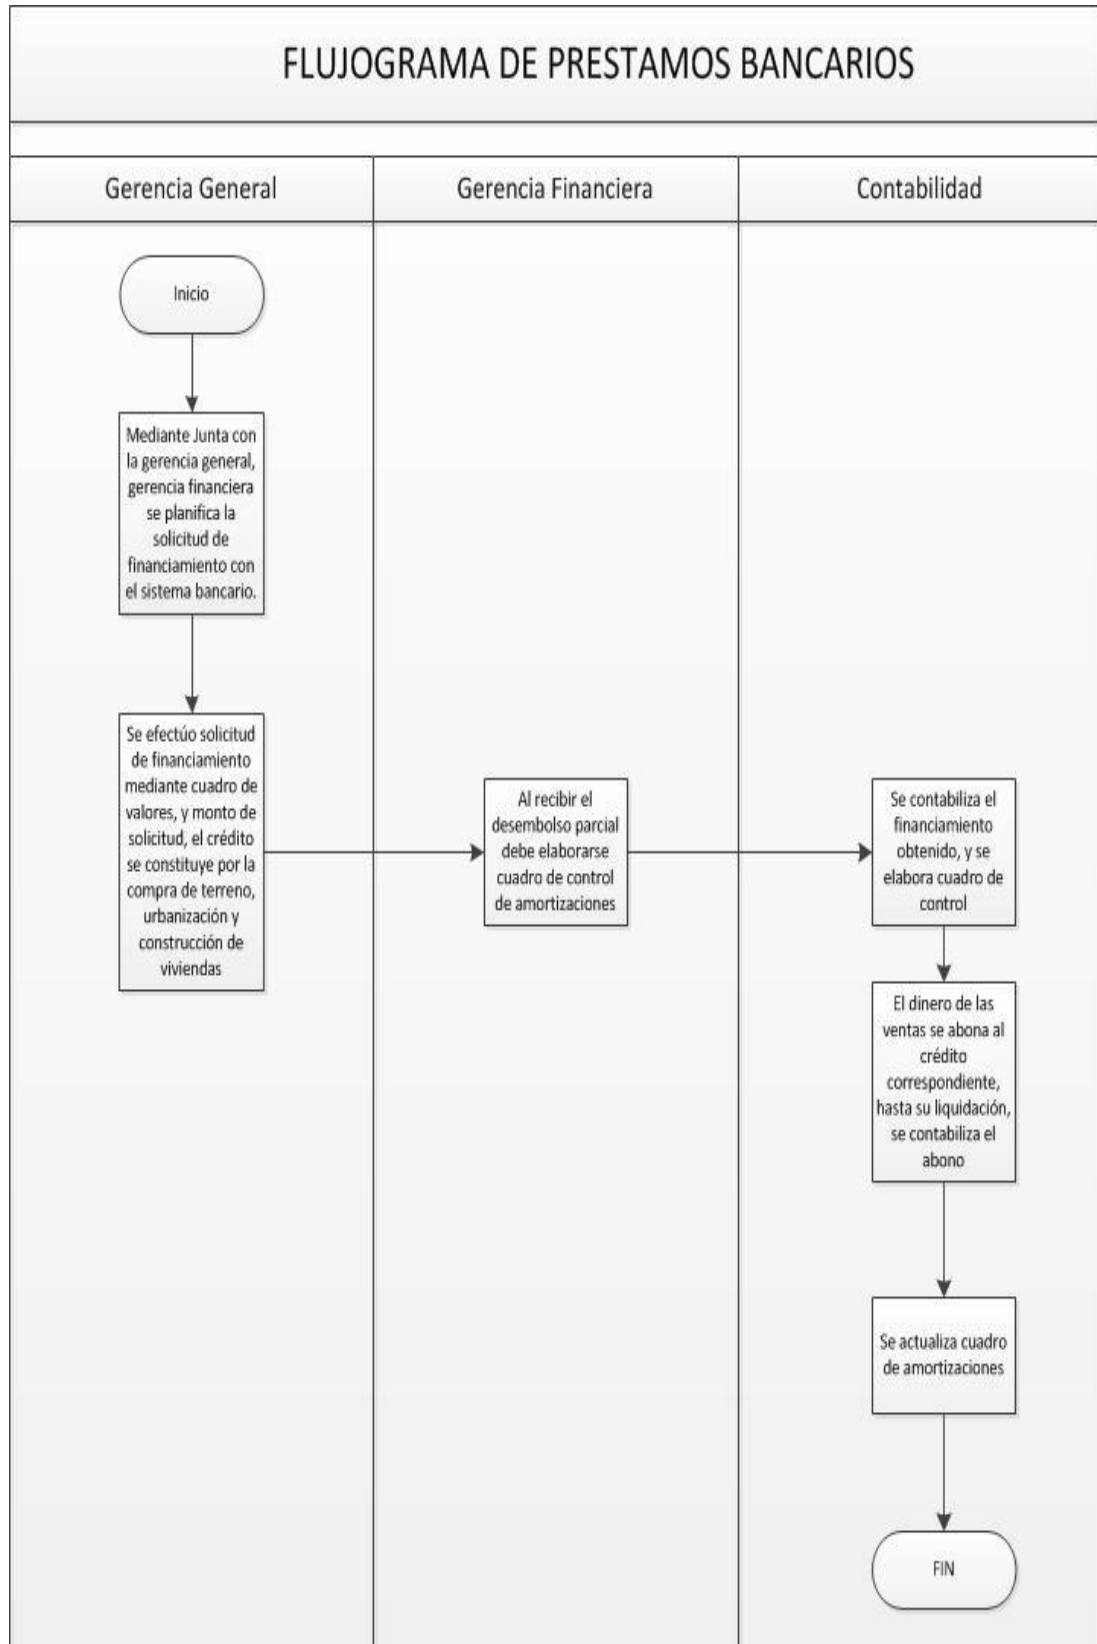 FLUJOGRAMA DE PRESTAMOS BANCARIOS
Gerencia General
Gerencia Financiera
Contabilidad
Inicio
Mediante Junta con
la gerencia general,
gerencia financiera
se planifica la
solicitud de
financiamiento con
el sistema bancario.
Se efectúo solicitud
de financiamiento
mediante cuadro de
valores, y monto de
solicitud, el crédito
se constituye por la
compra de terreno,
urbanización y
construcción de
viviendas
Al recibir el
desembolso parcial
debe elaborarse
cuadro de control
de amortizaciones
Se contabiliza el
financiamiento
obtenido, y se
elabora cuadro de
control
El dinero de las
ventas se abona al
crédito
correspondiente,
hasta su liquidación,
se contabiliza el
abono
Se actualiza cuadro
de amortizaciones
FIN